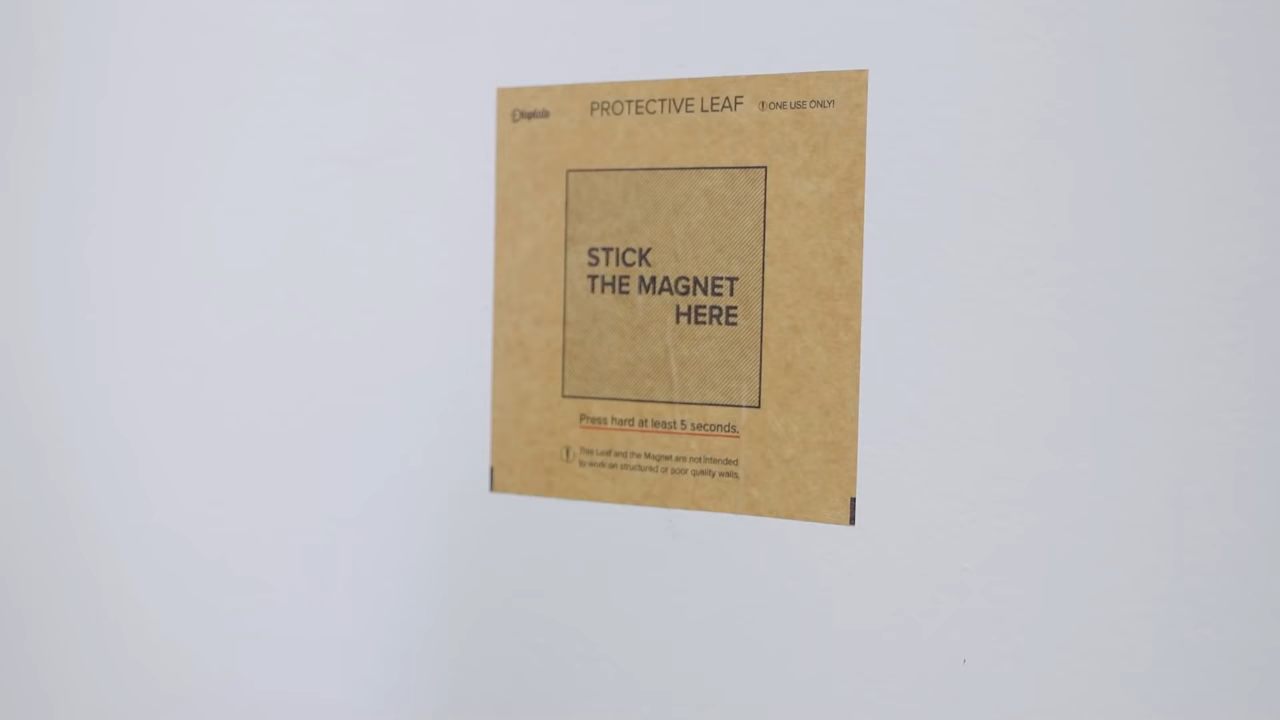 Displate
PROTECTIVE LEAF
ONE USE ONLY!
STICK
THE MAGNET
HERE
Press hard at least 5 seconds.
This Leaf and the Magnet are not intended
to work on structured or poor quality walls.